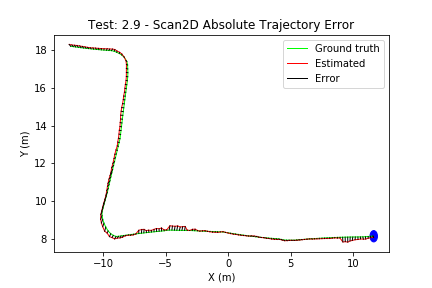 Test: 2.9 - Scan2D Absolute Trajectory Error
Ground truth
Estimated
Error
18
16
14
12
10
8
Y (m)
−10
−5
0
5
10
X (m)